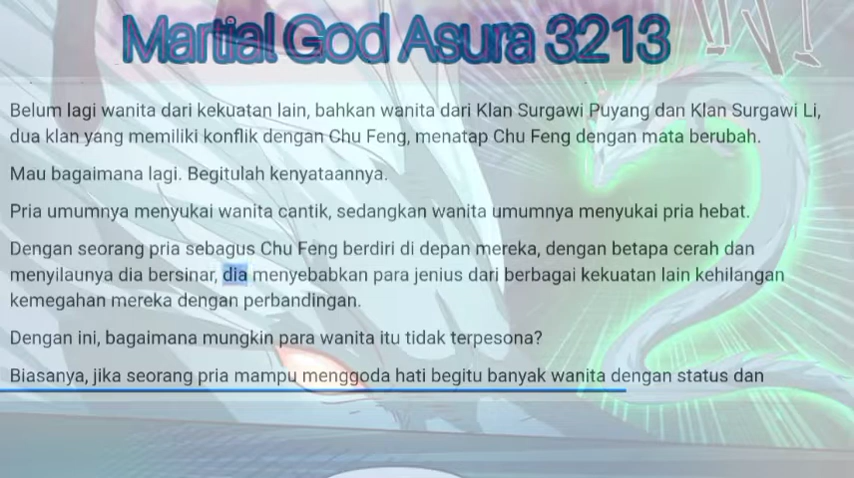 Martial God Asura 3213
Belum lagi wanita dari kekuatan lain, bahkan wanita dari Klan Surgawi Puyang dan Klan Surgawi Li,
dua klan yang memiliki konflik dengan Chu Feng, menatap Chu Feng dengan mata berubah.
Mau bagaimana lagi. Begitulah kenyataannya.
Pria umumnya menyukai wanita cantik, sedangkan wanita umumnya menyukai pria hebat.
Dengan seorang pria sebagus Chu Feng berdiri di depan mereka, dengan betapa cerah dan
menyilaunya dia bersinar, dia menyebabkan para jenius dari berbagai kekuatan lain kehilangan
kemegahan mereka dengan perbandingan.
Dengan ini, bagaimana mungkin para wanita itu tidak terpesona?
Biasanya, jika seorang pria mampu menggoda hati begitu banyak wanita dengan status dan